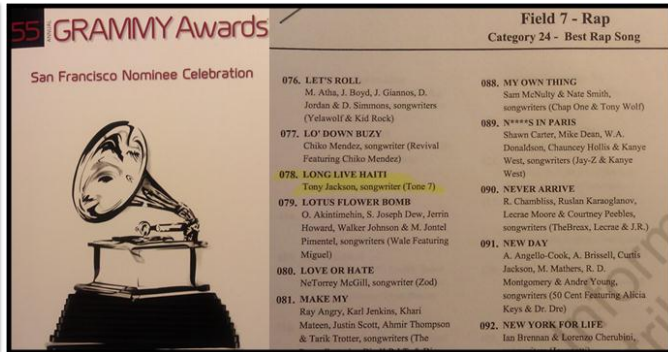 55 ANNUAL GRAMMY Awards
San Francisco Nominee Celebration
Field 7 - Rap
Category 24 - Best Rap Song
076. LET'S ROLL
M. Atha, J. Boyd, J. Giannos, D.
Jordan & D. Simmons, songwriters
(Yelawolf & Kid Rock)
077. LO' DOWN BUZY
Chiko Mendez, songwriter (Revival
Featuring Chiko Mendez)
078. LONG LIVE HAITI
Tony Jackson, songwriter (Tone 7)
079. LOTUS FLOWER BOMB
O. Akintimehin, S. Joseph Dew, Jerrin
Howard, Walker Johnson & M. Jontel
Pimentel, songwriters (Wale Featuring
Miguel)
080. LOVE OR HATE
NeTorrey McGill, songwriter (Zod)
081. MAKE MY
Ray Angry, Karl Jenkins, Khari
Mateen, Justin Scott, Ahmir Thompson
& Tarik Trotter, songwriters (The
088. MY OWN THING
Sam McNulty & Nate Smith,
songwriters (Chap One & Tony Wolf)
089. N****S IN PARIS
Shawn Carter, Mike Dean, W.A.
Donaldson, Chauncey Hollis & Kanye
West, songwriters (Jay-Z & Kanye
West)
090. NEVER ARRIVE
R. Chambliss, Ruslan Karaoglanov,
Lecrae Moore & Courtney Peebles,
songwriters (TheBreax, Lecrae & J.R.)
091. NEW DAY
A. Angello-Cook, A. Brissell, Curtis
Jackson, M. Mathers, R. D.
Montgomery & Andre Young,
songwriters (50 Cent Featuring Alicia
Keys & Dr. Dre)
092. NEW YORK FOR LIFE
Ian Brennan & Lorenzo Cherubini,